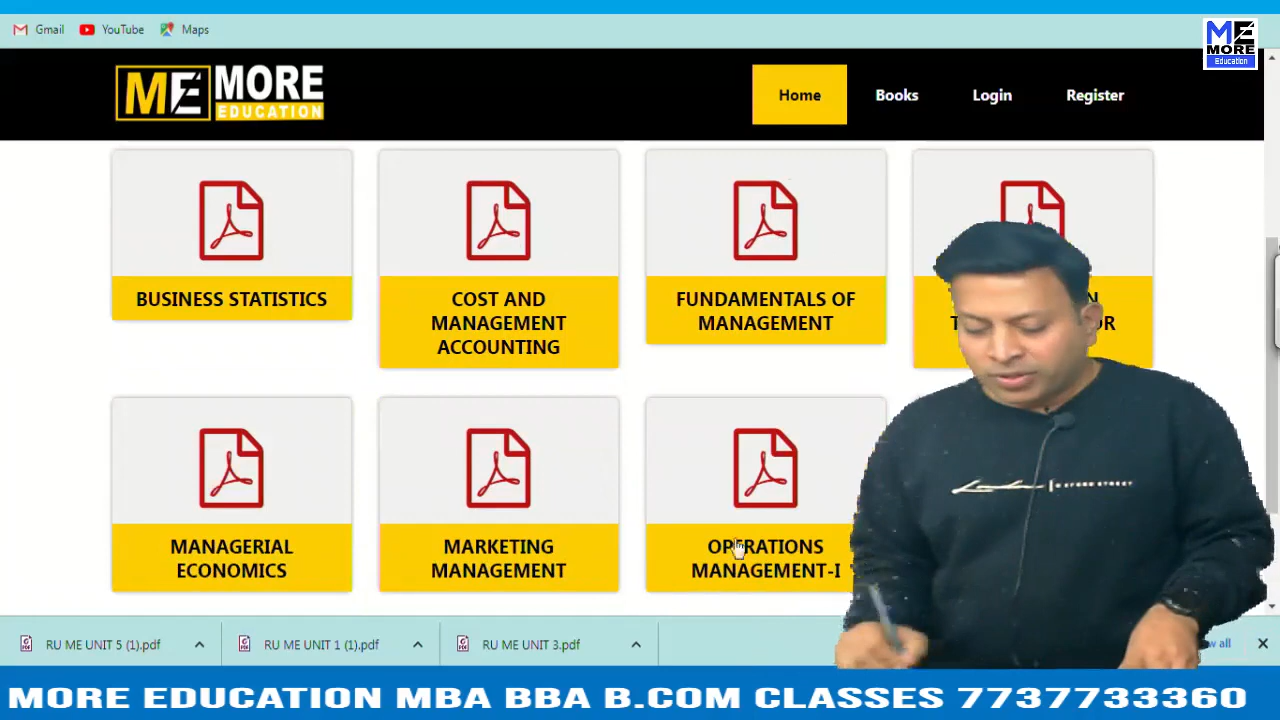 Gmail YouTube Maps
ME
MORE
Education
ME MORE
EDUCATION
Home Books Login Register
BUSINESS STATISTICS
COST AND
MANAGEMENT
ACCOUNTING
FUNDAMENTALS OF
MANAGEMENT
MANAGERIAL
ECONOMICS
MARKETING
MANAGEMENT
OPERATIONS
MANAGEMENT-I
RU ME UNIT 5 (1).pdf RU ME UNIT 1 (1).pdf RU ME UNIT 3.pdf all
MORE EDUCATION MBA BBA B.COM CLASSES 7737733360